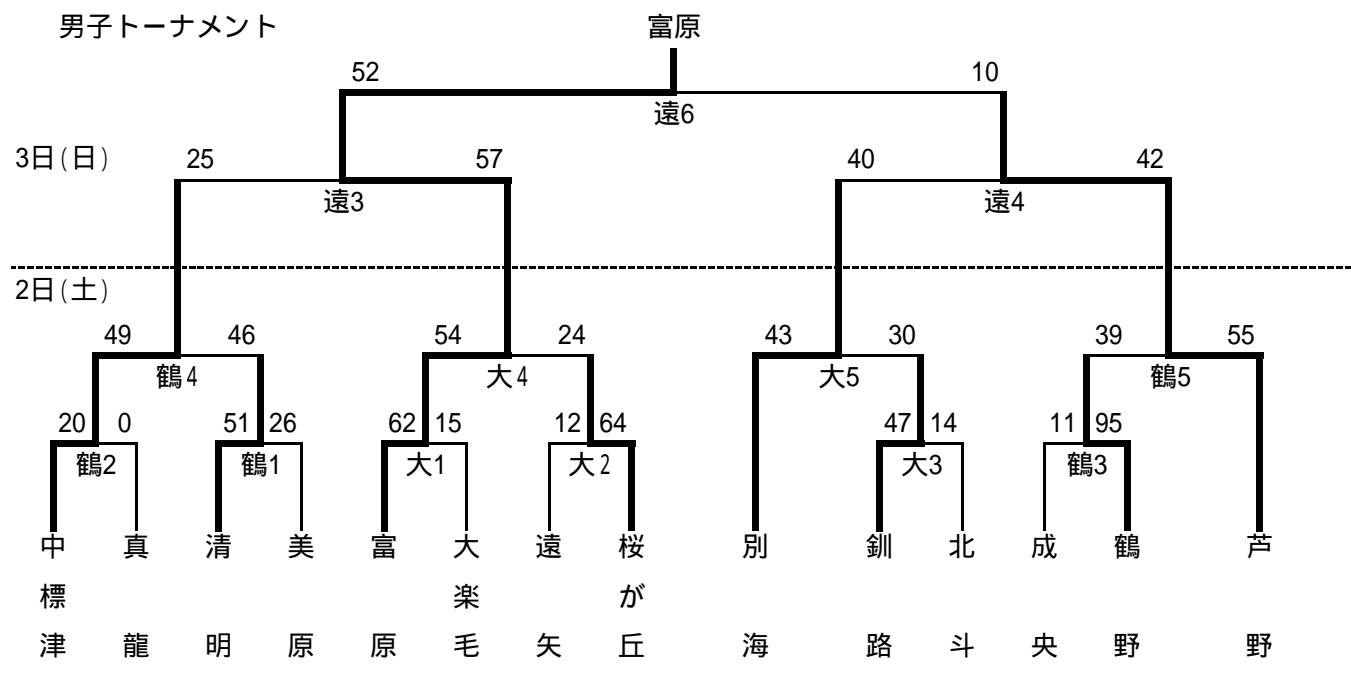 男子トーナメント
富原
52 10
遠6
3日(日) 25 57 40 42
遠3 遠4
2日(土)
49 46 54 24 43 30 39 55
鶴4 大4 大5 鶴5
20 0 51 26 62 15 12 64 47 14 11 95
鶴2 鶴1 大1 大2 大3 鶴3
中標津
真龍
清明
美原
富原
大楽毛
遠矢
桜が丘
別海
釧路
北斗
成央
鶴野
芦野